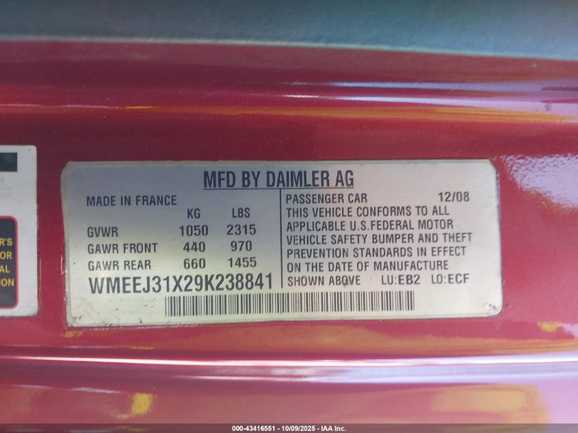 MFD BY DAIMLER AG
MADE IN FRANCE
KG LBS
GVWR 1050 2315
GAWR FRONT 440 970
GAWR REAR 660 1455
WMEEJ31X29K238841
PASSENGER CAR 12/08
THIS VEHICLE CONFORMS TO ALL
APPLICABLE U.S.FEDERAL MOTOR
VEHICLE SAFETY BUMPER AND THEFT
PREVENTION STANDARDS IN EFFECT
ON THE DATE OF MANUFACTURE
SHOWN ABOVE LU:EB2 LO:ECF
000-43416551 - 10/09/2025 - IAA Inc.